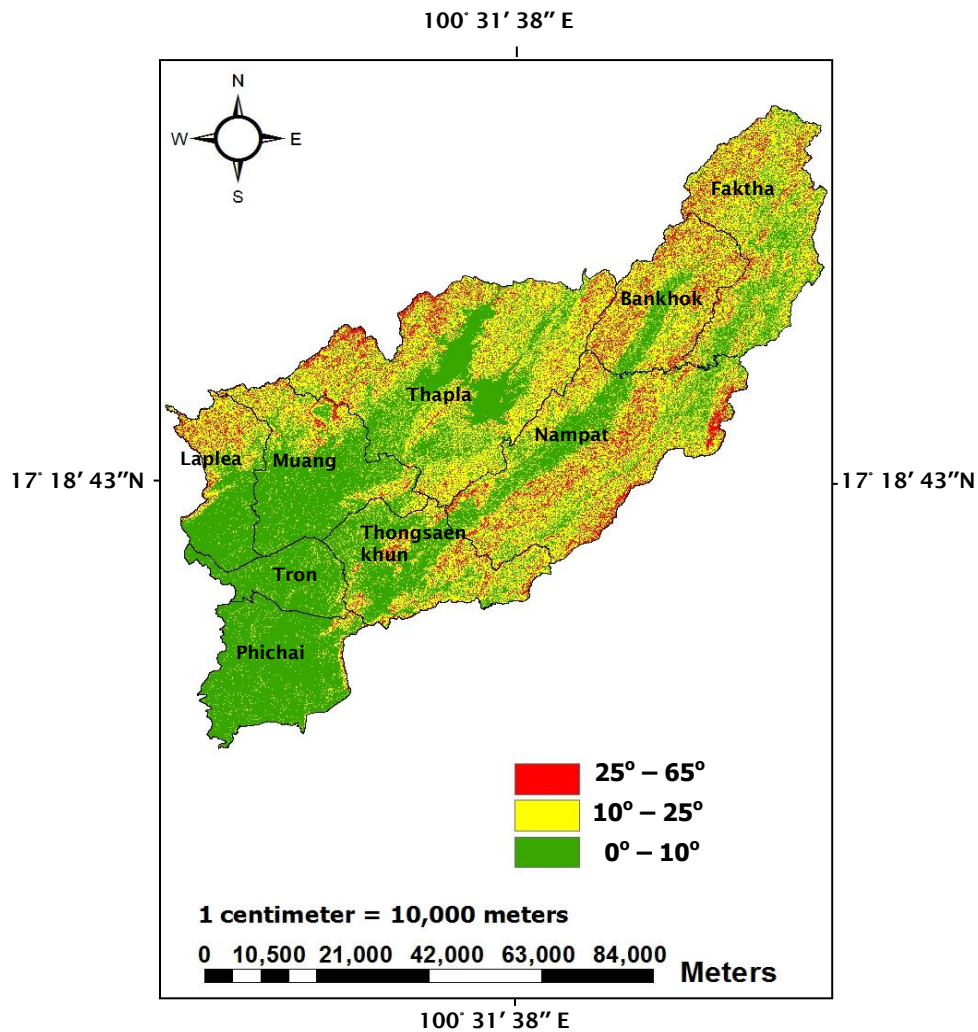 100° 31′ 38″ E
N
W E
S
Faktha
Bankhok
Thapla
Nampat
Laplea
Muang
17° 18′ 43″N
17° 18′ 43″N
Thongsaen
khun
Tron
Phichai
25° – 65°
10° – 25°
0° – 10°
1 centimeter = 10,000 meters
0 10,500 21,000 42,000 63,000 84,000
Meters
100° 31′ 38″ E